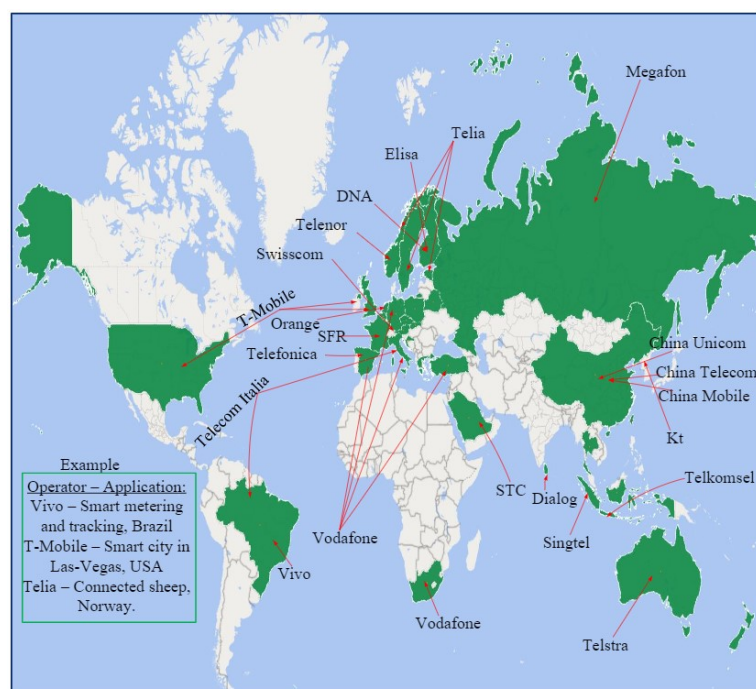 Megafon
Telia
Elisa
DNA
Telenor
Swisscom
T-Mobile
Orange
SFR
Telefonica
Telecom Italia
China Unicom
China Telecom
China Mobile
Kt
STC
Dialog
Telkomsel
Singtel
Vodafone
Vivo
Vodafone
Telstra
Example
Operator – Application:
Vivo – Smart metering
and tracking, Brazil
T-Mobile – Smart city in
Las-Vegas, USA
Telia – Connected sheep,
Norway.